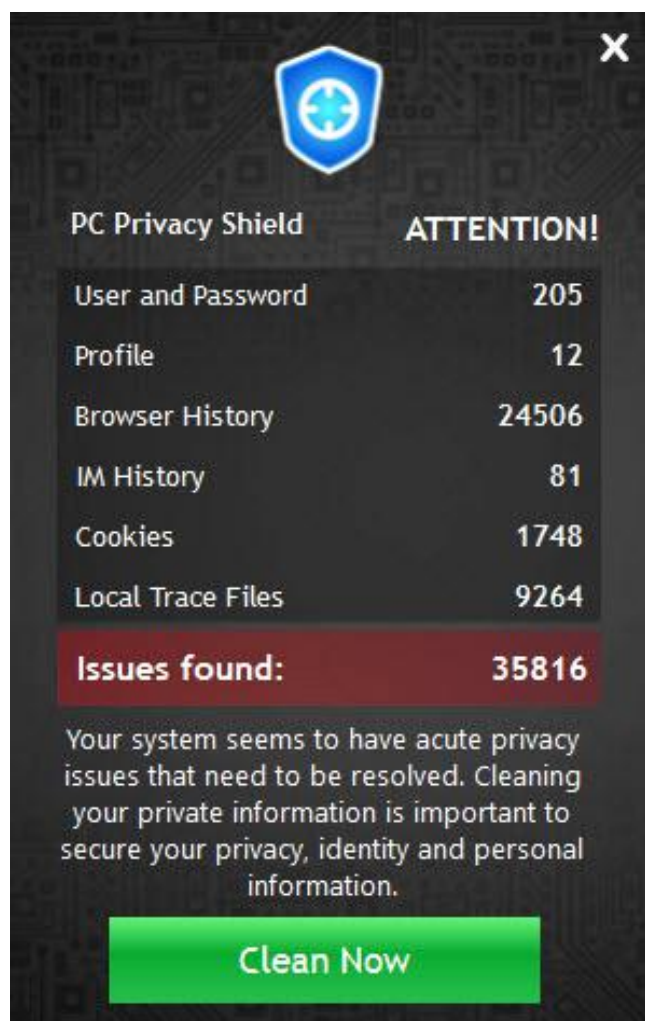 X
PC Privacy Shield ATTENTION!
User and Password 205
Profile 12
Browser History 24506
IM History 81
Cookies 1748
Local Trace Files 9264
Issues found: 35816
Your system seems to have acute privacy
issues that need to be resolved. Cleaning
your private information is important to
secure your privacy, identity and personal
information.
Clean Now